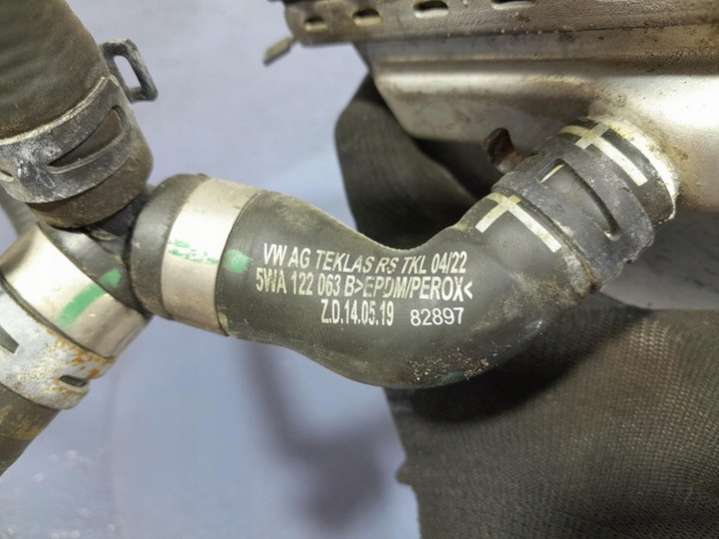 VW AG TEKLAS RS TKL 04/22
5WA 122 063 B>EPDM/PEROX<
Z.D.14.05.19 82897